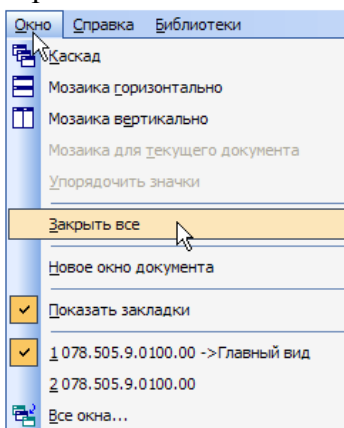 Окно Справка Библиотеки
Каскад
Мозаика горизонтально
Мозаика вертикально
Мозаика для текущего документа
Упорядочить значки
Закрыть все
Новое окно документа
Показать закладки
1 078.505.9.0100.00 ->Главный вид
2 078.505.9.0100.00
Все окна...